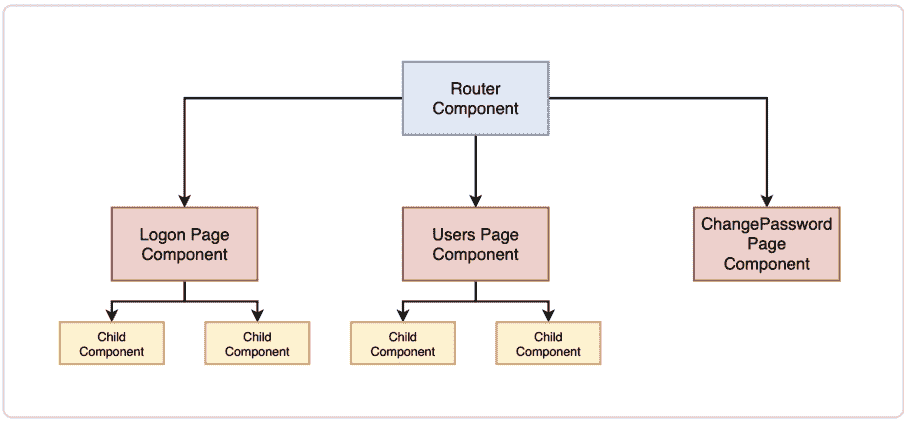 Router
Component
Logon Page
Component
Users Page
Component
ChangePassword
Page
Component
Child
Component
Child
Component
Child
Component
Child
Component